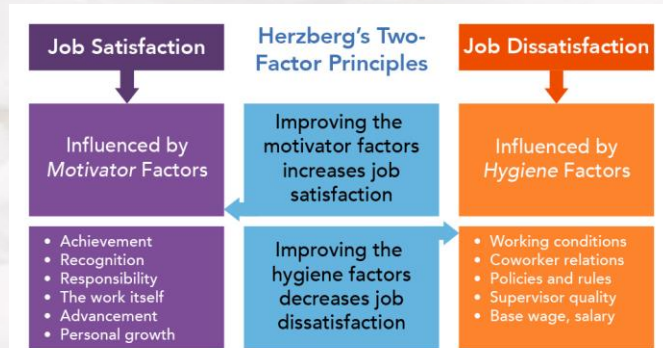 Job Satisfaction
Herzberg's Two-
Factor Principles
Job Dissatisfaction
Influenced by
Motivator Factors
Improving the
motivator factors
increases job
satisfaction
Influenced by
Hygiene Factors
• Achievement
• Recognition
• Responsibility
• The work itself
• Advancement
• Personal growth
Improving the
hygiene factors
decreases job
dissatisfaction
• Working conditions
• Coworker relations
• Policies and rules
• Supervisor quality
• Base wage, salary